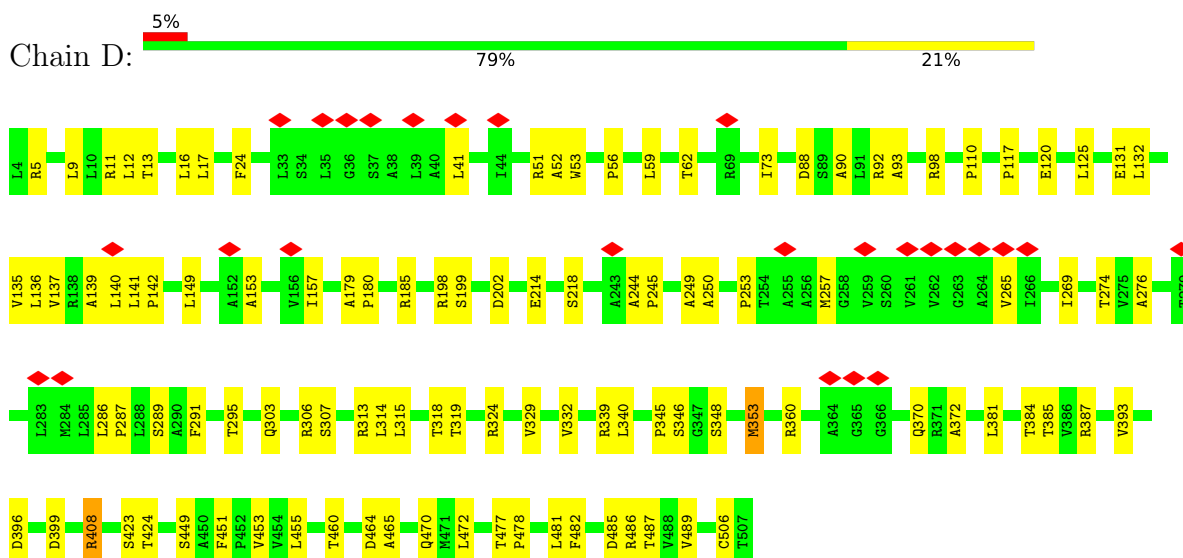 5%
Chain D:
79% 21%
L4 R5 L9 L10 R11 L12 T13 L16 L17 F24 L33 S34 L35 G36 S37 A38 L39 A40 L41 I44 R51 A52 W53 P56 L59 T62 R69 I73 D88 S89 A90 L91 R92 A93 R98 P110 P117 E120 L125 E131 L132
V135 L136 V137 R138 A139 L140 L141 P142 L149 A152 A153 V156 I157 A179 P180 R185 R198 S199 D202 E214 S218 A243 A244 P245 A249 A250 P253 T254 A255 A256 M257 G258 V259 S260 V261 V262 G263 A264 V265 I266 I269 T274 V275 A276
L283 M284 L285 L286 P287 L288 S289 A290 F291 T295 Q303 R306 S307 R313 L314 L315 T318 T319 R324 V329 V332 R339 L340 P345 S346 G347 S348 M353 R360 A364 G365 G366 Q370 R371 A372 L381 T384 T385 V386 R387 V393
D396 D399 R408 S423 T424 S449 A450 F451 P452 V453 V454 L455 T460 D464 A465 Q470 M471 L472 T477 P478 L481 F482 D485 R486 T487 V488 V489 C506 T507